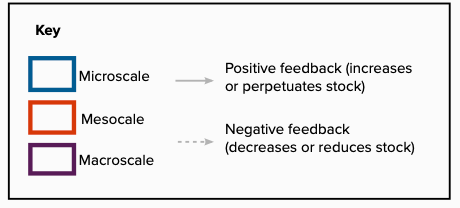 Key
Microscale
Mesocale
Macroscale
Positive feedback (increases
or perpetuates stock)
Negative feedback
(decreases or reduces stock)